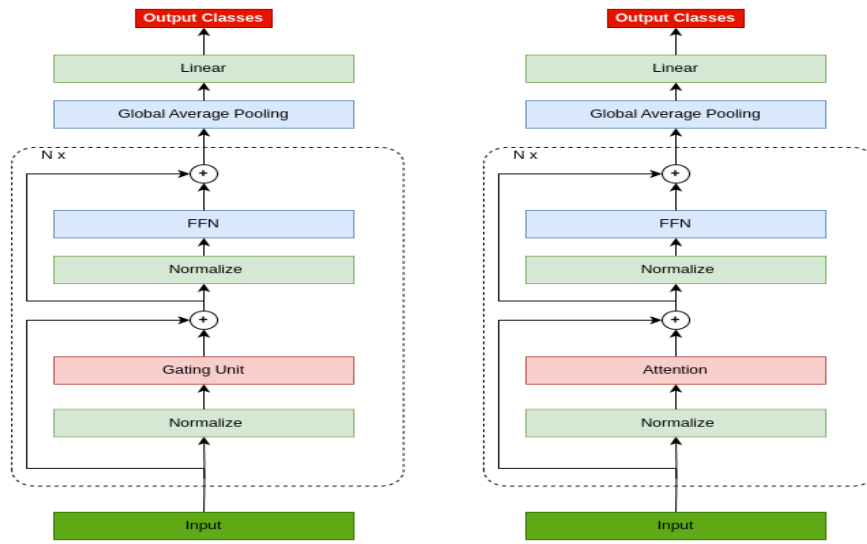 Output Classes
Linear
Global Average Pooling
N x
+
FFN
Normalize
+
Gating Unit
Normalize
Input
Output Classes
Linear
Global Average Pooling
N x
+
FFN
Normalize
+
Attention
Normalize
Input